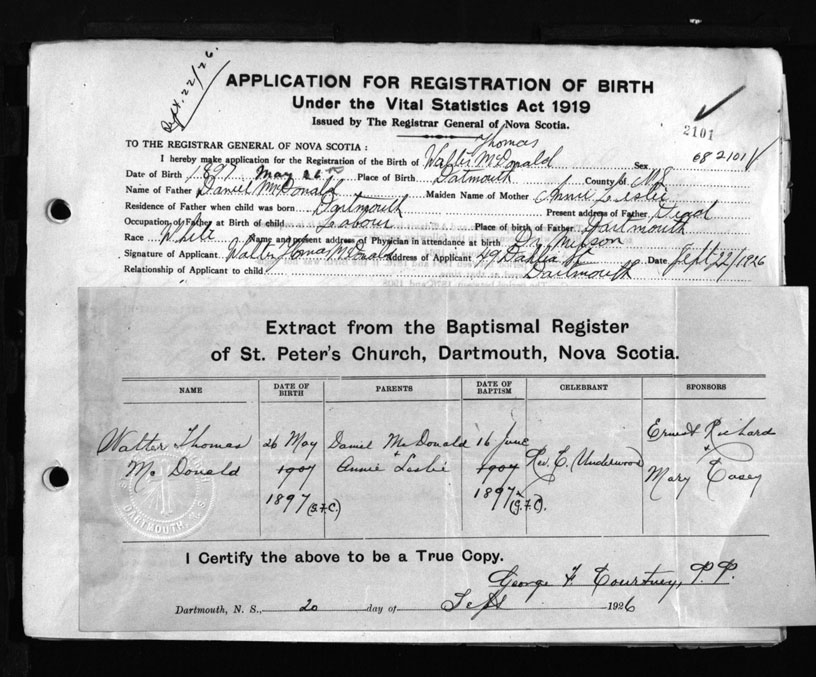 Sept. 22/26.
APPLICATION FOR REGISTRATION OF BIRTH
Under the Vital Statistics Act 1919
Issued by The Registrar General of Nova Scotia.
2101
TO THE REGISTRAR GENERAL OF NOVA SCOTIA :
Thomas
I hereby make application for the Registration of the Birth of Walter McDonald Sex 682101
Date of Birth 1897 May 26th Place of Birth Datmouth County of
Name of Father Daniel McDonald Maiden Name of Mother Annie Leslie
Residence of Father when child was born Dartmouth Present address of Father Dead
Occupation of Father at Birth of child Labour Place of birth of Father Dartmouth
Race White Name and present address of Physician in attendance at birth
Signature of Applicant Walter Thomas McDonald Address of Applicant 49 Dahlia St Date Sept 22/1926
Relationship of Applicant to child Dartmouth
Extract from the Baptismal Register
of St. Peter's Church, Dartmouth, Nova Scotia.
NAME DATE OF BIRTH PARENTS DATE OF BAPTISM CELEBRANT SPONSORS
Walter Thomas 26 May Daniel McDonald 16 June Ernest Richard
+ +
Mc Donald 1907 Annie Leslie 1907 Rev. C. Underwood Mary Casey
1897 (G.F.C.) 1897 (G.F.C).
DARTMOUTH, N.S.
I Certify the above to be a True Copy.
George F Courtney, P.P.
Dartmouth, N. S., 20 day of Sept 1926